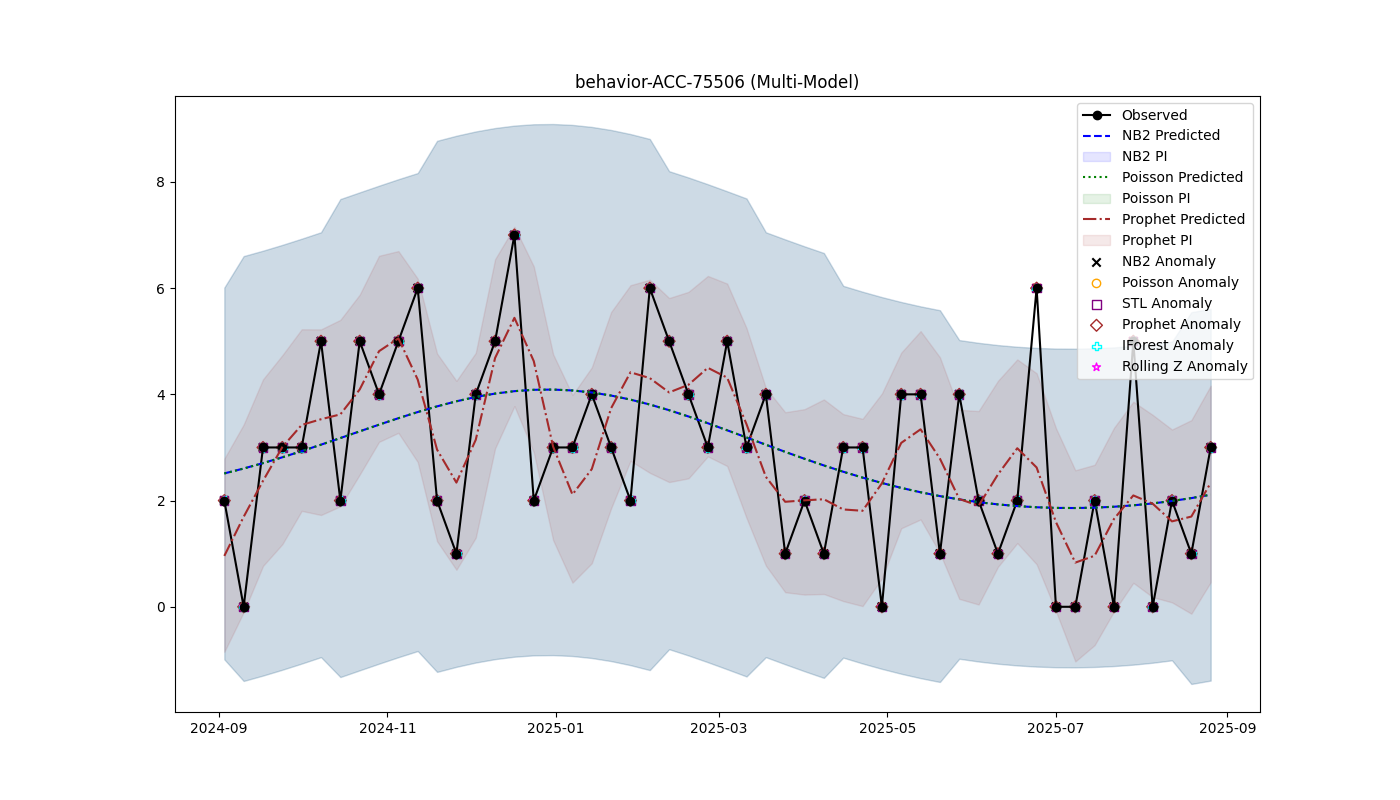 behavior-ACC-75506 (Multi-Model)
Observed
NB2 Predicted
NB2 PI
Poisson Predicted
Poisson PI
Prophet Predicted
Prophet PI
NB2 Anomaly
Poisson Anomaly
STL Anomaly
Prophet Anomaly
IForest Anomaly
Rolling Z Anomaly
8
6
4
2
0
2024-09 2024-11 2025-01 2025-03 2025-05 2025-07 2025-09